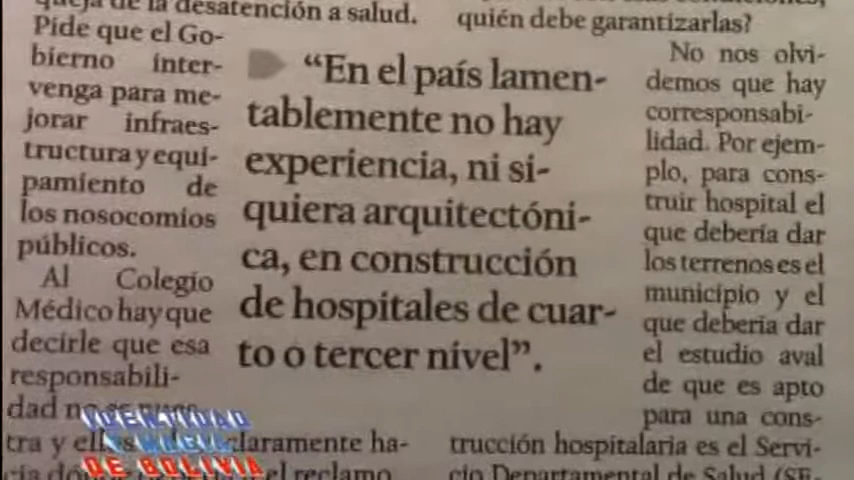 de la desatención a salud.
Pide que el Go-
bierno inter-
venga para me-
jorar infraes-
tructura y equi-
pamiento de
los nosocomios
públicos.
Al Colegio
Médico hay que
decirle que esa
responsabili-
dad
tra y claramente ha-
el reclamo
“En el país lamen-
tablemente no hay
experiencia, ni si-
quiera arquitectóni-
ca, en construcción
de hospitales de cuar-
to o tercer nivel”.
quién debe garantizarlas?
No nos olvi-
demos que hay
corresponsabi-
lidad. Por ejem-
plo, para cons-
truir hospital el
que debería dar
los terrenos es el
municipio y el
que debería dar
el estudio aval
de que es apto
para una cons-
trucción hospitalaria es el Servi-
cio Departamental de Salud (SE-
IDENTIDAD
DE BOLIVIA